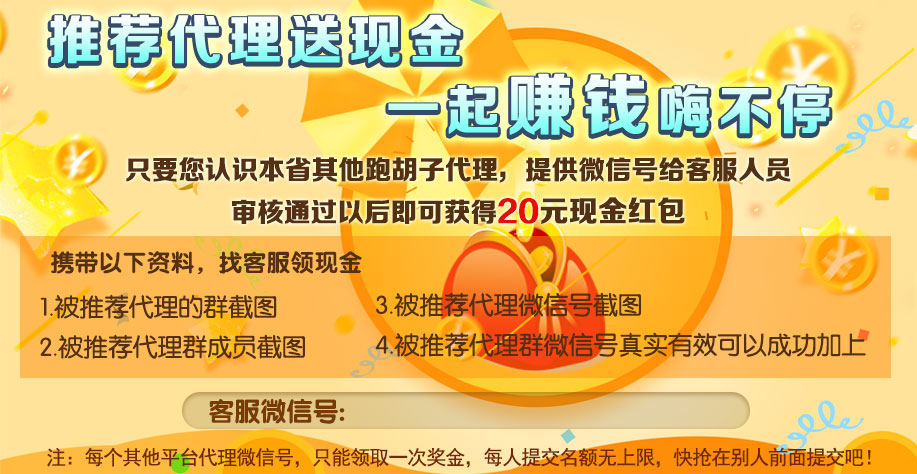 推荐代理送现金
一起赚钱嗨不停
只要您认识本省其他跑胡子代理，提供微信号给客服人员
审核通过以后即可获得20元现金红包
携带以下资料，找客服领现金
1.被推荐代理的群截图
2.被推荐代理群成员截图
3.被推荐代理微信号截图
4.被推荐代理群微信号真实有效可以成功加上
客服微信号:
注：每个其他平台代理微信号，只能领取一次奖金，每人提交名额无上限，快抢在别人前面提交吧！